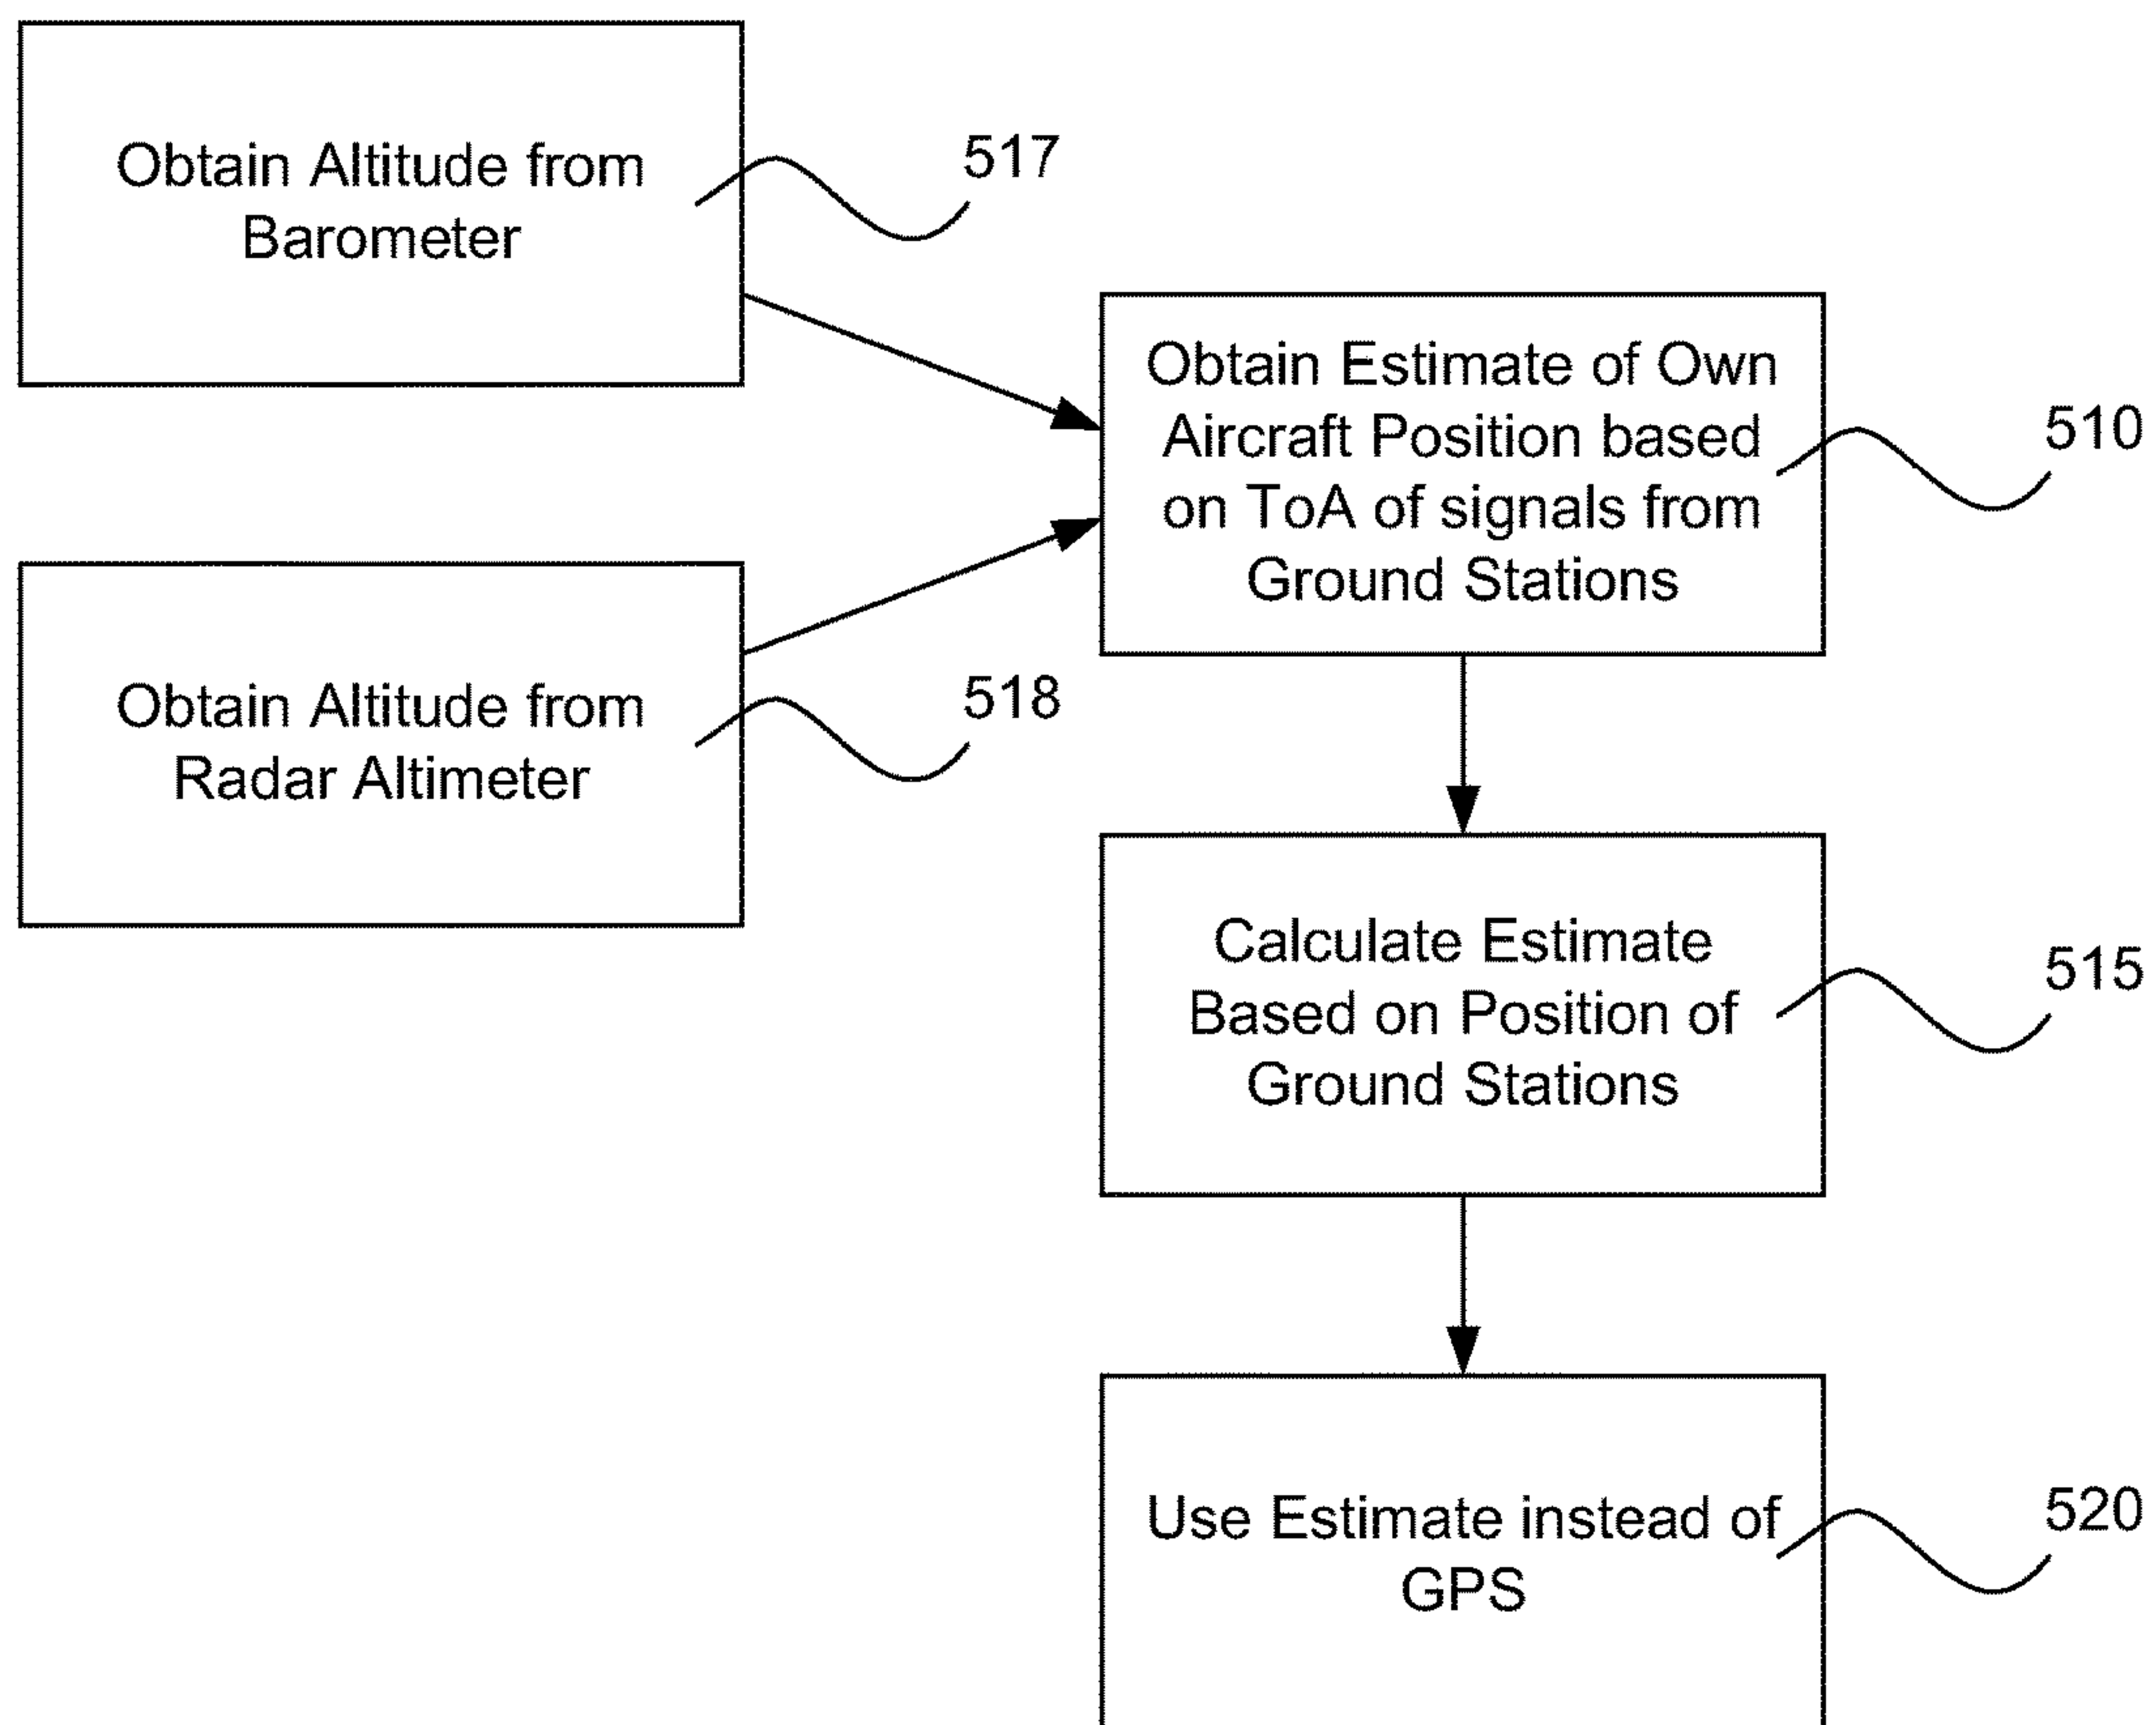 Obtain Altitude from
Barometer
517
Obtain Estimate of Own
Aircraft Position based
on ToA of signals from
Ground Stations
510
Obtain Altitude from
Radar Altimeter
518
Calculate Estimate
Based on Position of
Ground Stations
515
Use Estimate instead of
GPS
520